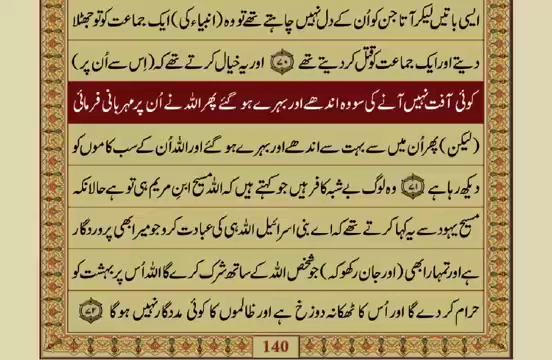 ایسی باتیں لیکر آتا جن کو اُن کے دل نہیں چاہتے تھے تو وہ (انبیاء کی) ایک جماعت کو تو جھٹلا
دیتے اور ایک جماعت کو قتل کر دیتے تھے ﴿۷۰﴾ اور یہ خیال کرتے تھے کہ (اِس سے اُن پر)
کوئی آفت نہیں آنے کی سو وہ اندھے اور بہرے ہو گئے پھر اللہ نے اُن پر مہربانی فرمائی
(لیکن) پھر اُن میں سے بہت سے اندھے اور بہرے ہو گئے اور اللہ اُن کے سب کاموں کو
دیکھ رہا ہے ﴿۷۱﴾ وہ لوگ بے شبہ کافر ہیں جو کہتے ہیں کہ اللہ مسیح ابنِ مریم ہی تو ہے حالانکہ
مسیح یہود سے یہ کہا کرتے تھے کہ اے بنی اسرائیل اللہ ہی کی عبادت کرو جو میرا بھی پروردگار
ہے اور تمہارا بھی (اور جان رکھو کہ) جو شخص اللہ کے ساتھ شرک کرے گا اللہ اُس پر بہشت کو
حرام کر دے گا اور اُس کا ٹھکانہ دوزخ ہے اور ظالموں کا کوئی مددگار نہیں ہوگا ﴿۷۲﴾
140